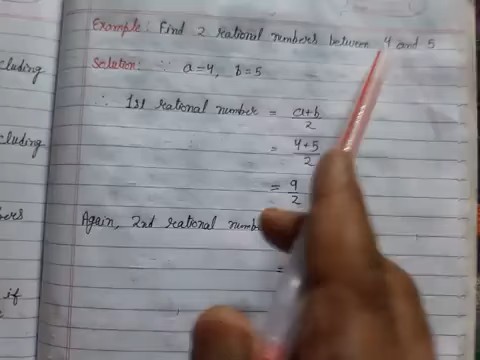 cluding
cluding
bers
if
Example: Find 2 rational numbers between 4 and 5
Solution: ∵ a=4, b=5
∴ 1st rational number = a+b/2
= 4+5/2
= 9/2
Again, 2nd rational numb
=